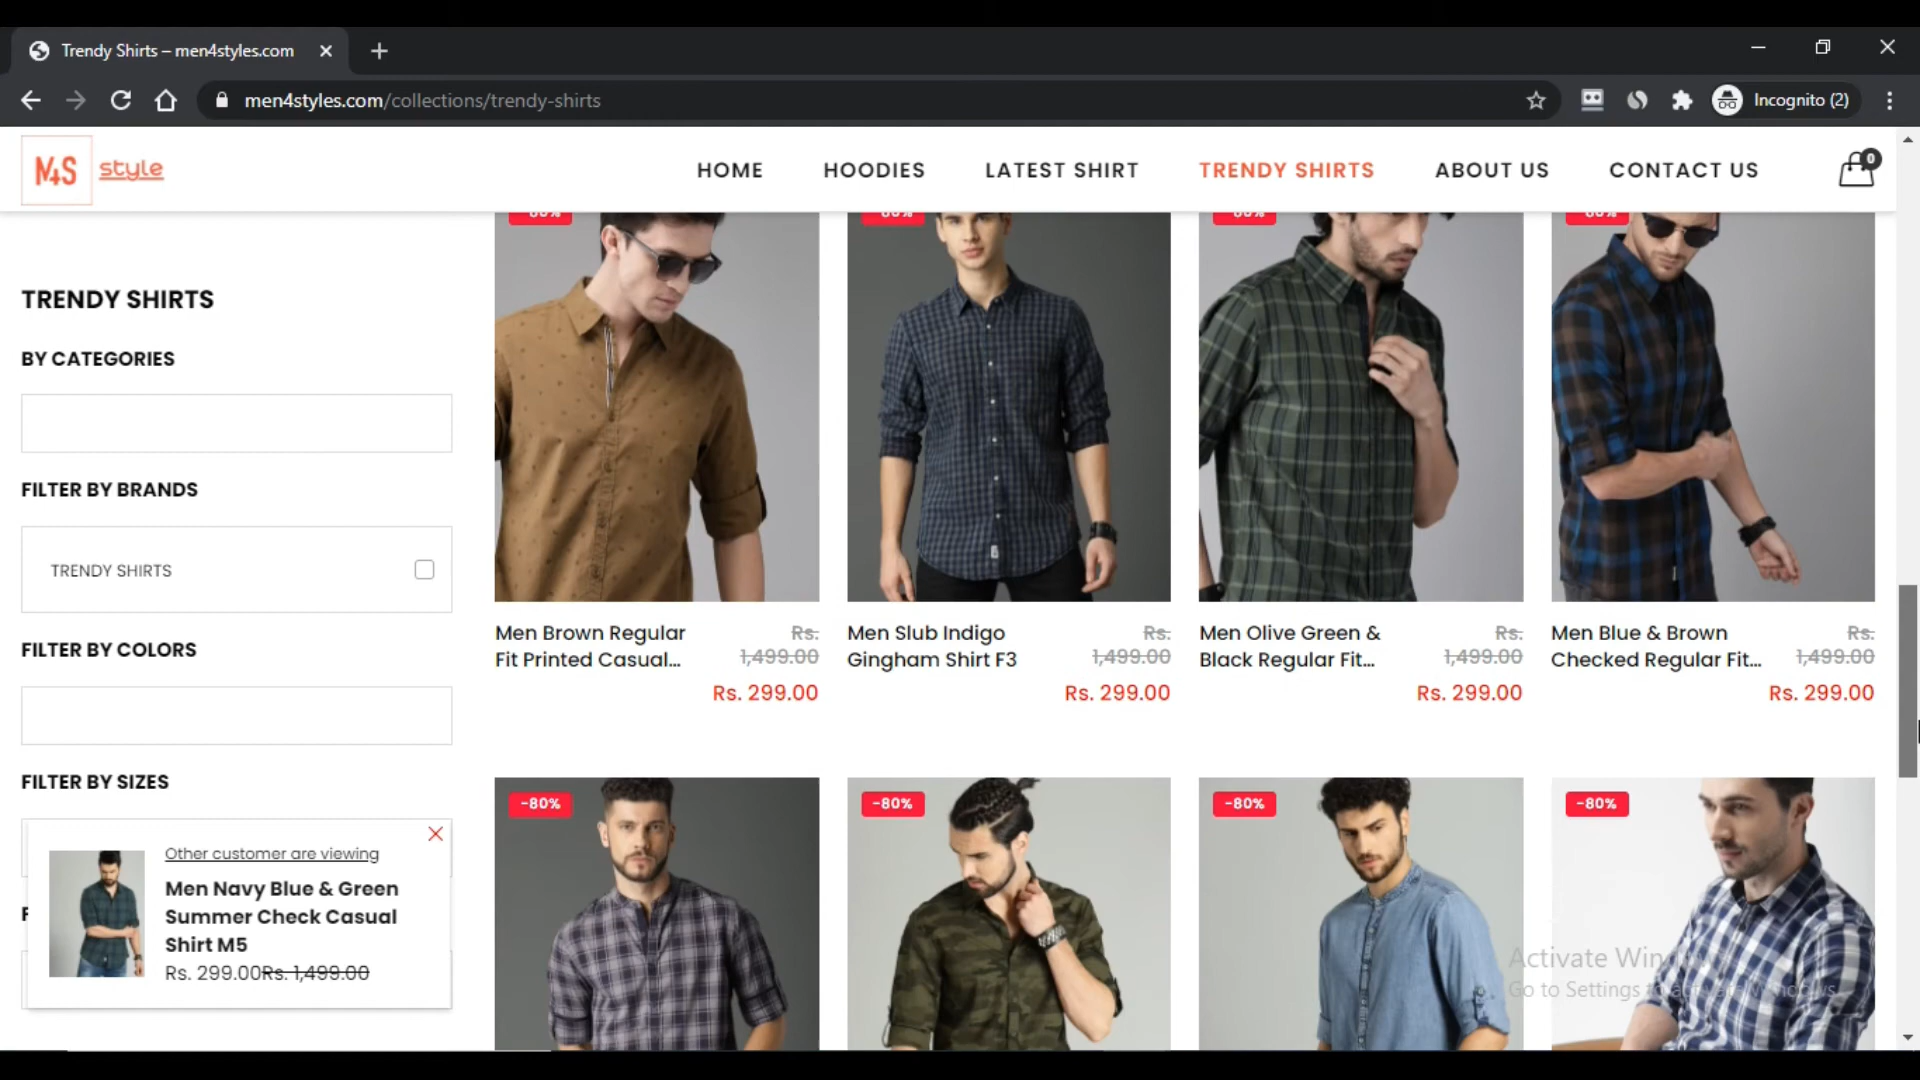 Trendy Shirts – men4styles.com
men4styles.com/collections/trendy-shirts
Incognito (2)
M4S style
HOME
HOODIES
LATEST SHIRT
TRENDY SHIRTS
ABOUT US
CONTACT US
0
TRENDY SHIRTS
BY CATEGORIES
FILTER BY BRANDS
TRENDY SHIRTS
FILTER BY COLORS
FILTER BY SIZES
F
Other customer are viewing
Men Navy Blue & Green
Summer Check Casual
Shirt M5
Rs. 299.00Rs. 1,499.00
-80%
-80%
-80%
-80%
Men Brown Regular
Fit Printed Casual...
Rs.
1,499.00
Rs. 299.00
Men Slub Indigo
Gingham Shirt F3
Rs.
1,499.00
Rs. 299.00
Men Olive Green &
Black Regular Fit...
Rs.
1,499.00
Rs. 299.00
Men Blue & Brown
Checked Regular Fit...
Rs.
1,499.00
Rs. 299.00
-80%
-80%
-80%
-80%
Activate Win
Go to Settings